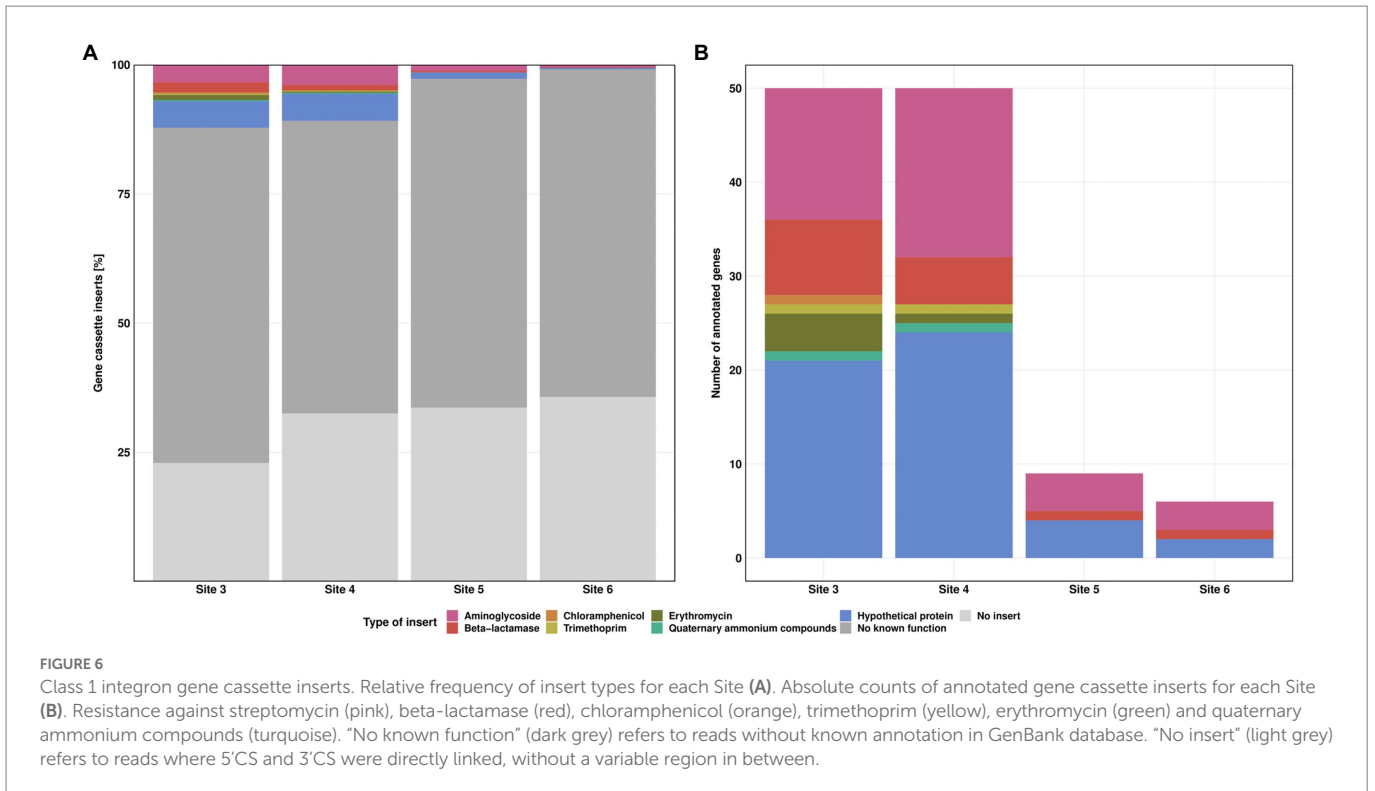 A
B
100
75
50
25
Gene cassette inserts [%]
Site 3
Site 4
Site 5
Site 6
50
40
30
20
10
0
Number of annotated genes
Site 3
Site 4
Site 5
Site 6
Type of insert
Aminoglycoside
Beta-lactamase
Chloramphenicol
Trimethoprim
Erythromycin
Quaternary ammonium compounds
Hypothetical protein
No known function
No insert
FIGURE 6
Class 1 integron gene cassette inserts. Relative frequency of insert types for each Site (A). Absolute counts of annotated gene cassette inserts for each Site
(B). Resistance against streptomycin (pink), beta-lactamase (red), chloramphenicol (orange), trimethoprim (yellow), erythromycin (green) and quaternary
ammonium compounds (turquoise). “No known function” (dark grey) refers to reads without known annotation in GenBank database. “No insert” (light grey)
refers to reads where 5’CS and 3’CS were directly linked, without a variable region in between.